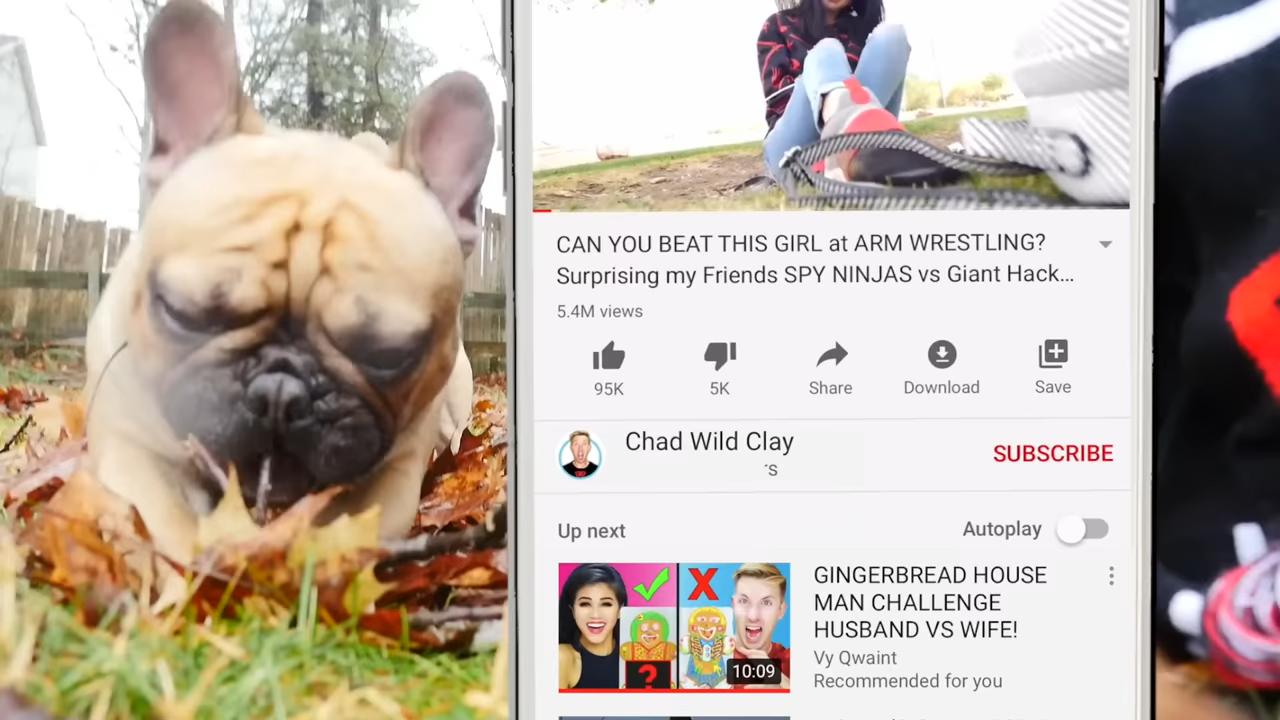 CAN YOU BEAT THIS GIRL at ARM WRESTLING?
Surprising my Friends SPY NINJAS vs Giant Hack...
5.4M views
95K
5K
Share
Download
Save
Chad Wild Clay
SUBSCRIBE
Up next
Autoplay
GINGERBREAD HOUSE
MAN CHALLENGE
HUSBAND VS WIFE!
Vy Qwaint
Recommended for you
?
10:09